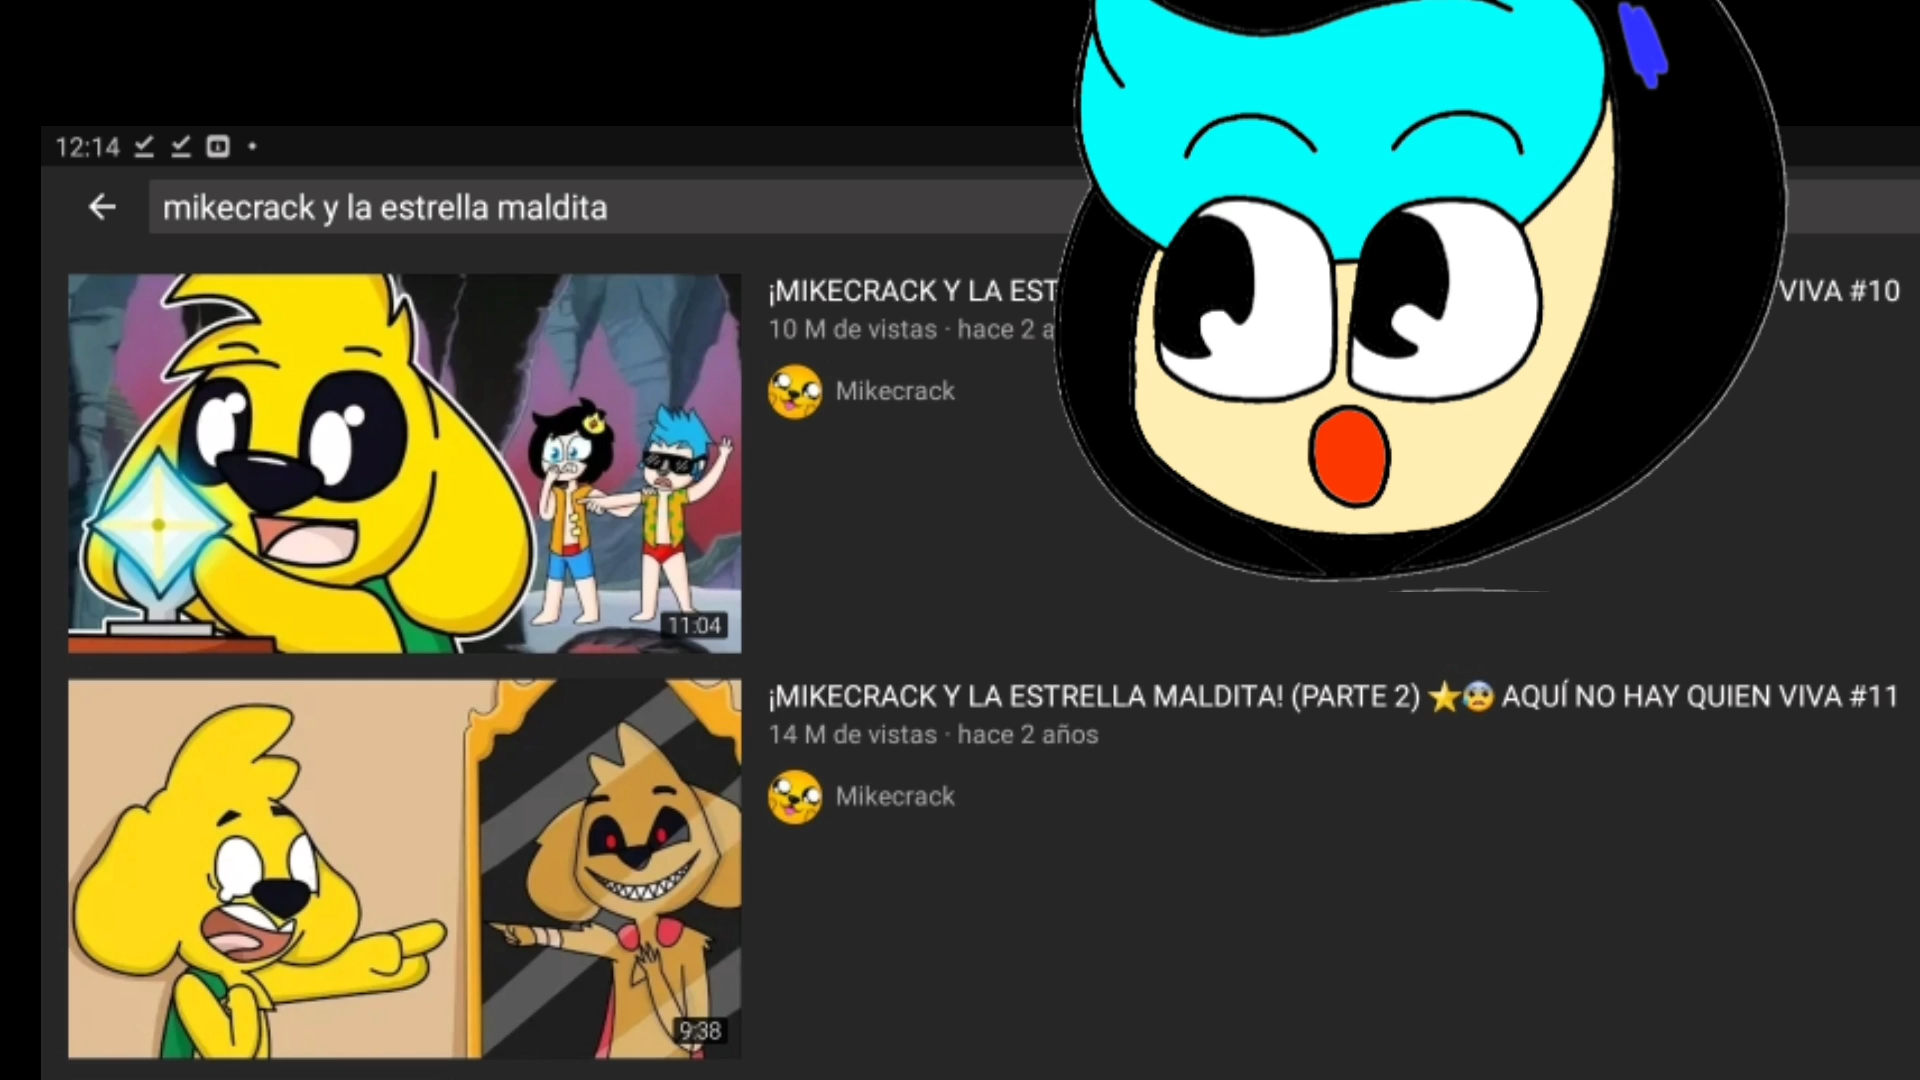 12:14
mikecrack y la estrella maldita
¡MIKECRACK Y LA EST VIVA #10
10 M de vistas · hace 2 a
Mikecrack
11:04
¡MIKECRACK Y LA ESTRELLA MALDITA! (PARTE 2) ⭐😰 AQUÍ NO HAY QUIEN VIVA #11
14 M de vistas · hace 2 años
Mikecrack
9:38